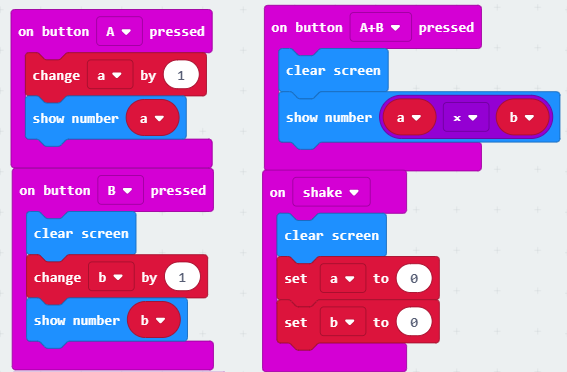 on button A pressed
change a by 1
show number a
on button B pressed
clear screen
change b by 1
show number b
on button A+B pressed
clear screen
show number a × b
on shake
clear screen
set a to 0
set b to 0